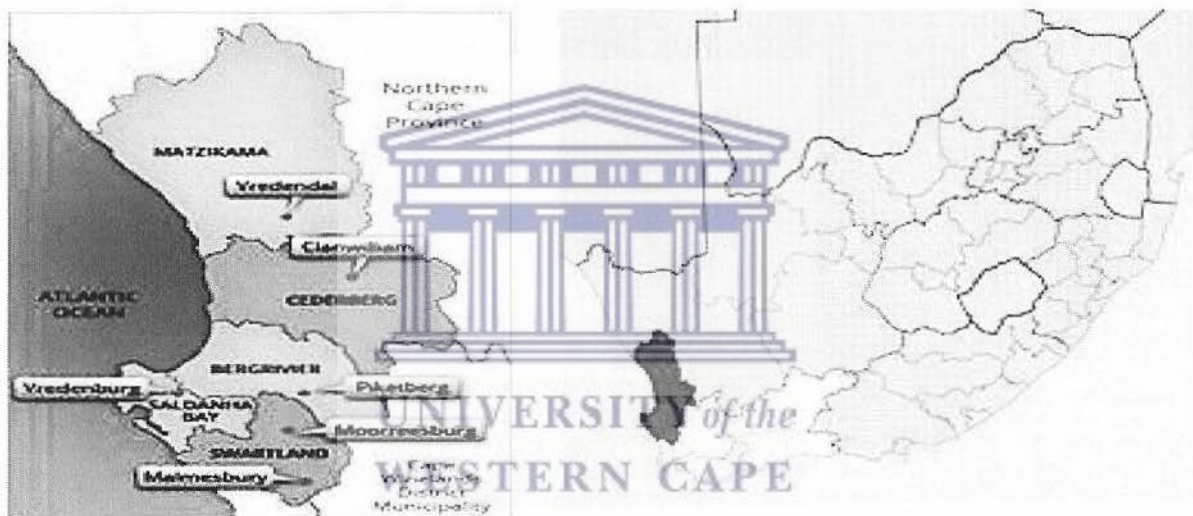 Northern
Cape
Province
MATZIKAMA
Vredendal
Clanwilliam
CEDERBERG
ATLANTIC
OCEAN
BERGRIVIER
Vredenburg
Piketberg
SALDANHA
BAY
Moorreesburg
SWARTLAND
Malmesbury
Cape
Winelands
District
Municipality
UNIVERSITY of the
WESTERN CAPE